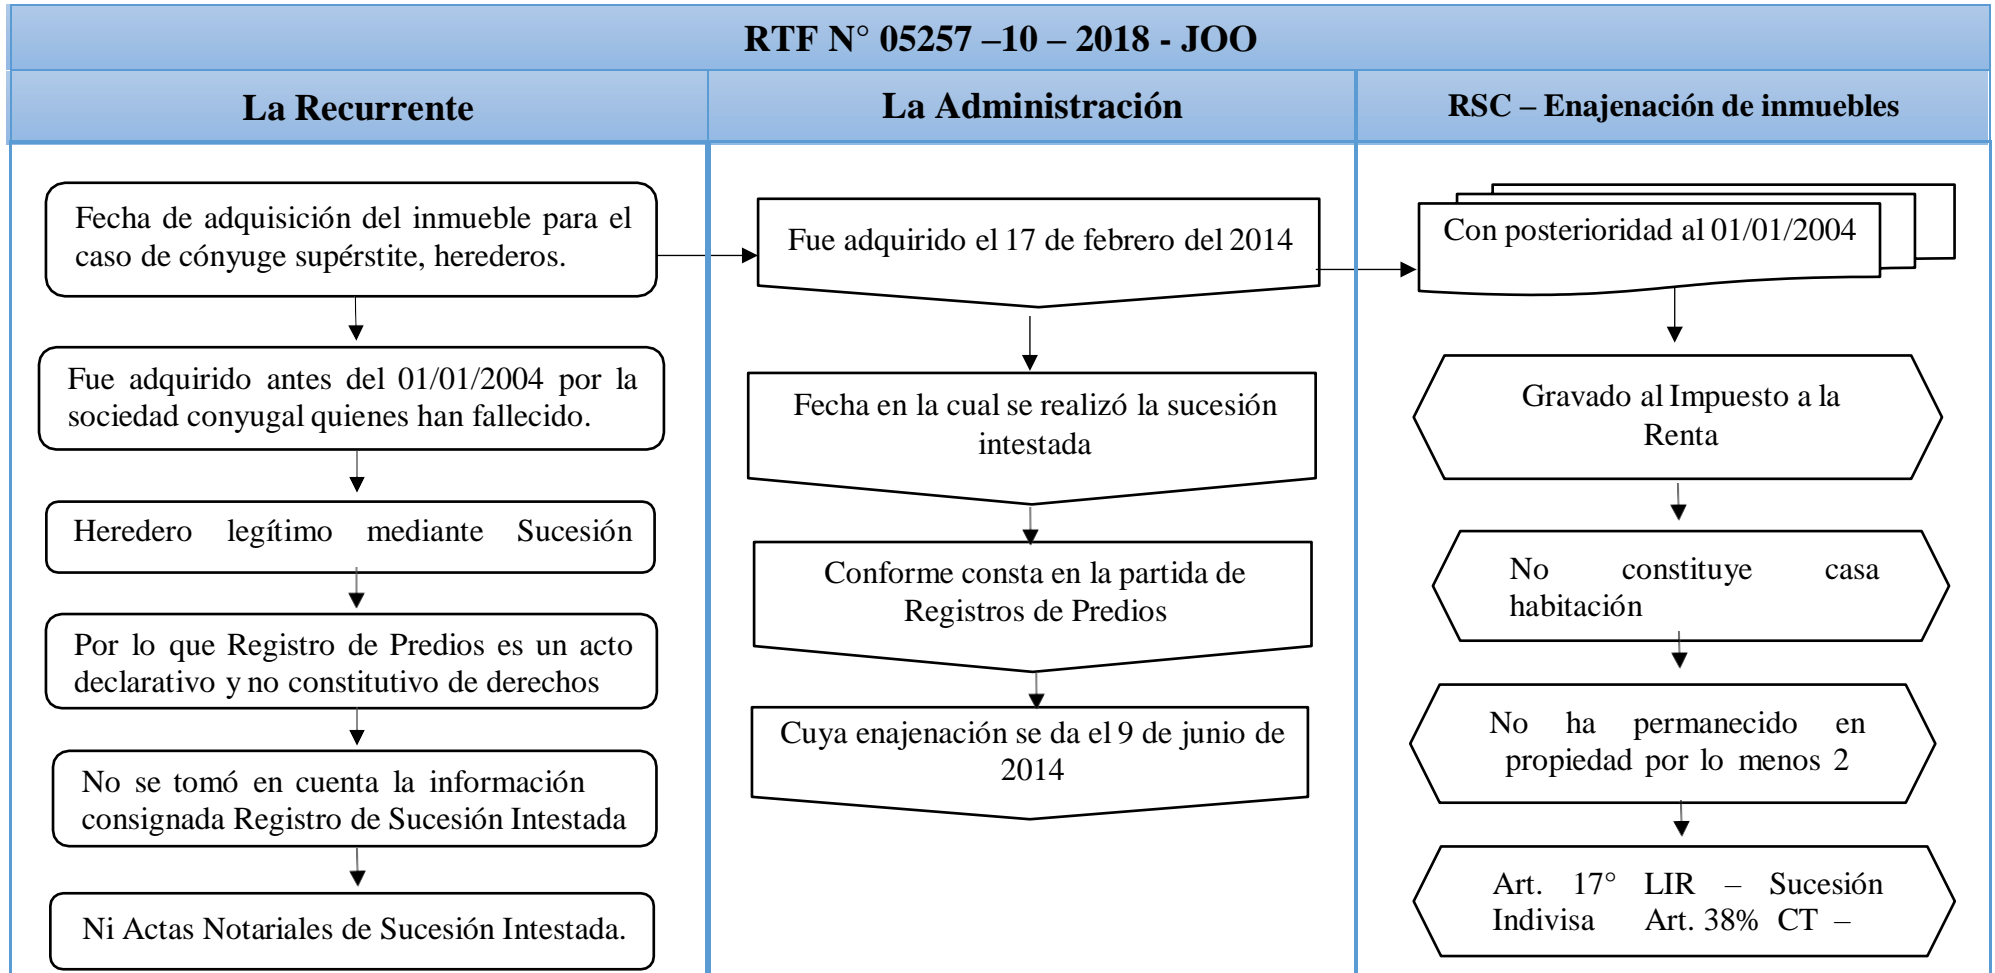 RTF N° 05257 –10 – 2018 - JOO
La Recurrente
La Administración
RSC – Enajenación de inmuebles
Fecha de adquisición del inmueble para el
caso de cónyuge supérstite, herederos.
Fue adquirido antes del 01/01/2004 por la
sociedad conyugal quienes han fallecido.
Heredero legítimo mediante Sucesión
Por lo que Registro de Predios es un acto
declarativo y no constitutivo de derechos
No se tomó en cuenta la información
consignada Registro de Sucesión Intestada
Ni Actas Notariales de Sucesión Intestada.
Fue adquirido el 17 de febrero del 2014
Fecha en la cual se realizó la sucesión
intestada
Conforme consta en la partida de
Registros de Predios
Cuya enajenación se da el 9 de junio de
2014
Con posterioridad al 01/01/2004
Gravado al Impuesto a la
Renta
No constituye casa
habitación
No ha permanecido en
propiedad por lo menos 2
Art. 17° LIR – Sucesión
Indivisa Art. 38% CT –